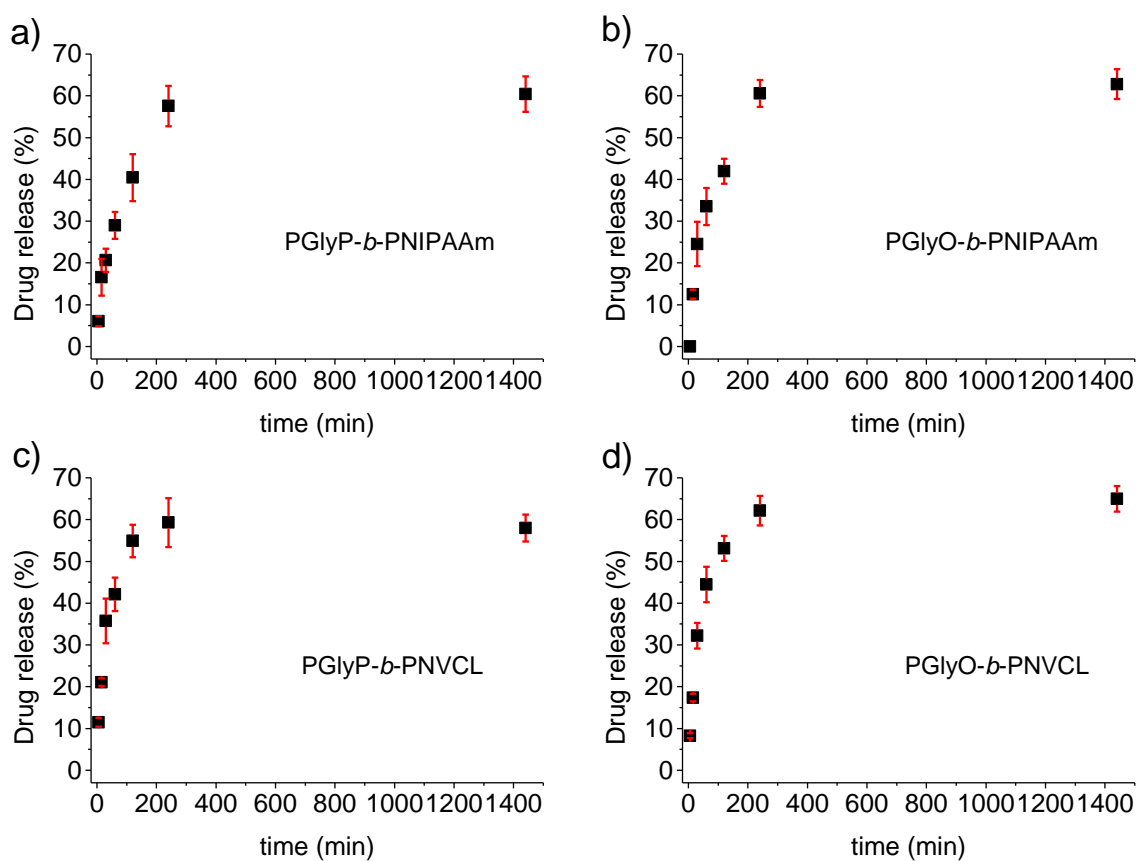 a)
Drug release (%)
70
60
50
40
30
20
10
0
PGlyP-b-PNIPAAm
0 200 400 600 800 1000 1200 1400
time (min)
b)
Drug release (%)
70
60
50
40
30
20
10
0
PGlyO-b-PNIPAAm
0 200 400 600 800 1000 1200 1400
time (min)
c)
Drug release (%)
70
60
50
40
30
20
10
0
PGlyP-b-PNVCL
0 200 400 600 800 1000 1200 1400
time (min)
d)
Drug release (%)
70
60
50
40
30
20
10
0
PGlyO-b-PNVCL
0 200 400 600 800 1000 1200 1400
time (min)